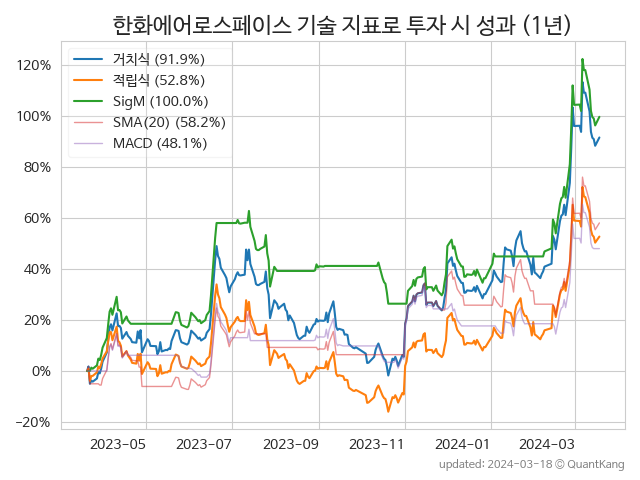 한화에어로스페이스 기술 지표로 투자 시 성과 (1년)
거치식 (91.9%)
적립식 (52.8%)
SigM (100.0%)
SMA(20) (58.2%)
MACD (48.1%)
120%
100%
80%
60%
40%
20%
0%
−20%
2023-05 2023-07 2023-09 2023-11 2024-01 2024-03
updated: 2024-03-18 © QuantKang